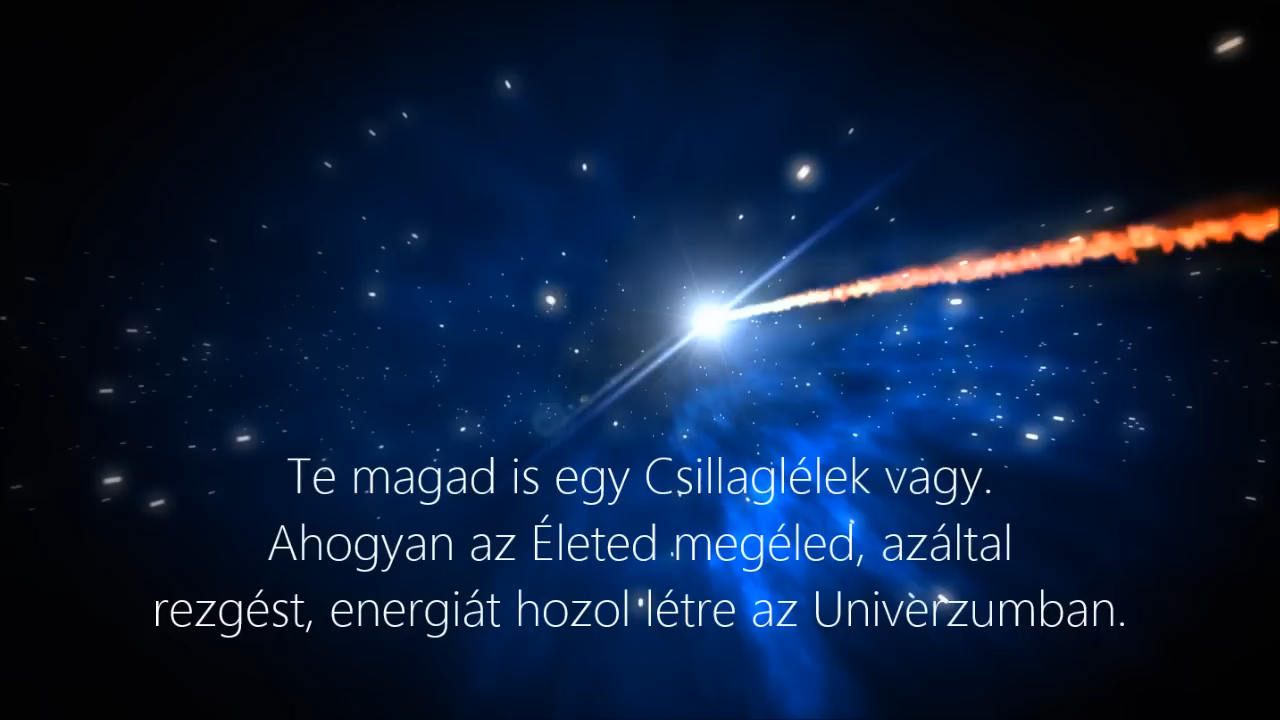 Te magad is egy Csillaglélek vagy.
Ahogyan az Életed megéled, azáltal
rezgést, energiát hozol létre az Univerzumban.